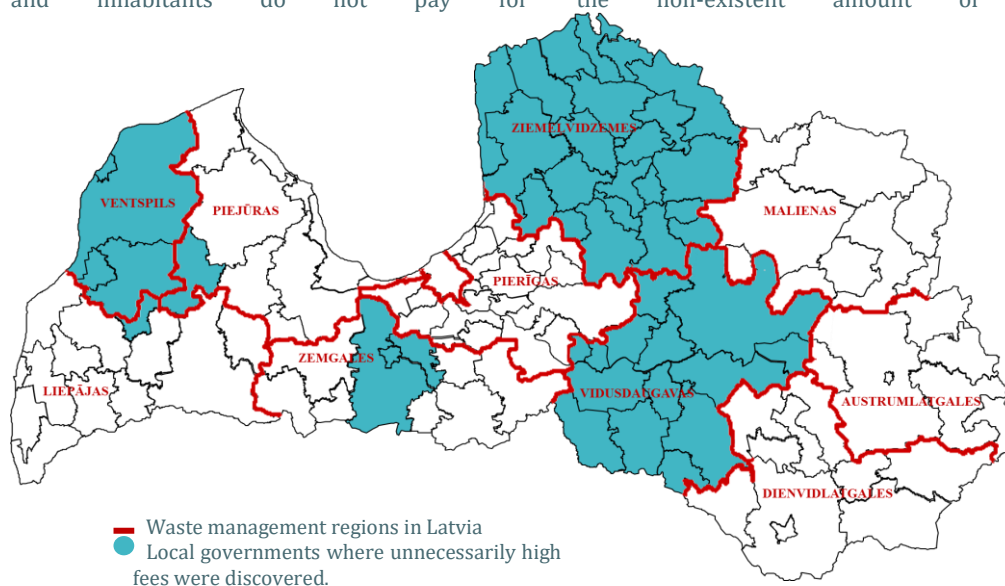 and inhabitants do not pay for the non-existent amount of
ZIEMELVIDZEMES
VENTSPILS
PIEJŪRAS
MALIENAS
PIERĪGAS
ZEMGALES
LIEPĀJAS
VIDUSDAUGAVAS
AUSTRUMLATGALES
DIENVIDLATGALES
Waste management regions in Latvia
Local governments where unnecessarily high
fees were discovered.